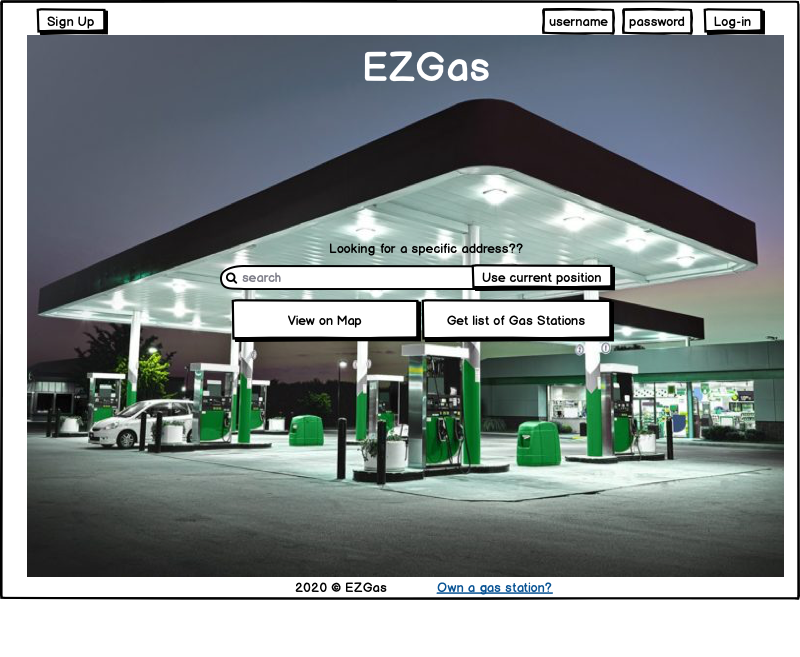 Sign Up
username
password
Log-in
EZGas
Looking for a specific address??
search
Use current position
View on Map
Get list of Gas Stations
2020 © EZGas
Own a gas station?